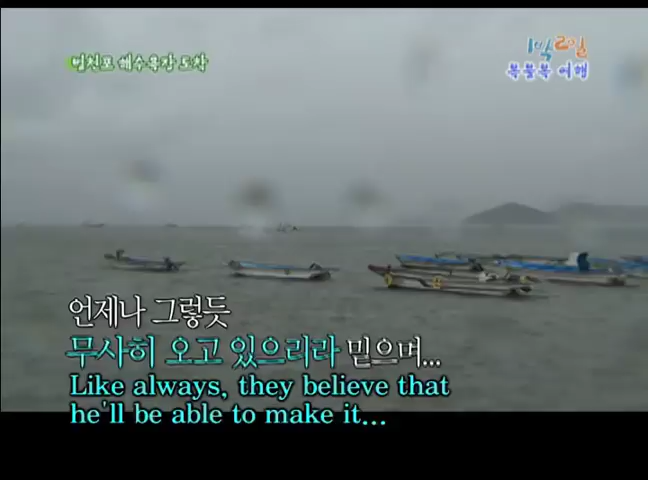 벌천포 해수욕장 도착
1박2일
복불복 여행
언제나 그렇듯
무사히 오고 있으리라 믿으며...
Like always, they believe that
he'll be able to make it...